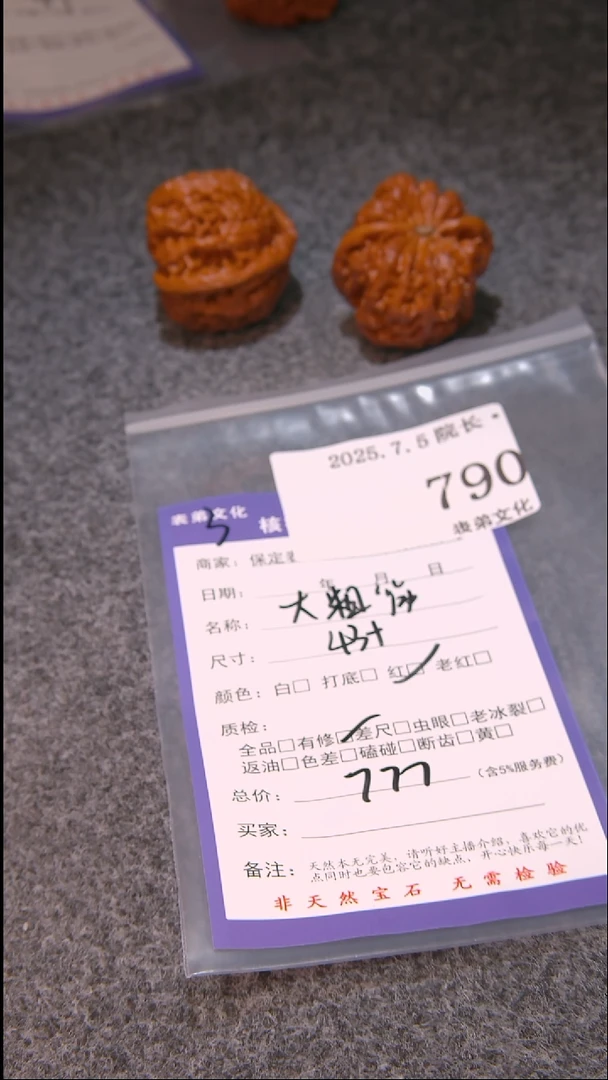 2025.7.5 院长
790
表弟文化
表弟文化
核
商家：保定
日期： 年 月 日
名称： 大粗
尺寸： 43+
颜色：白□ 打底□ 红□ 老红□
质检：
全品□有修□差尺□虫眼□老冰裂□
返油□色差□磕碰□断齿□黄□
总价： 777 （含5%服务费）
买家：
备注： 天然本无完美，请听好主播介绍，喜欢它的优
点同时也要包容它的缺点，开心快乐每一天！
非天然宝石 无需检验